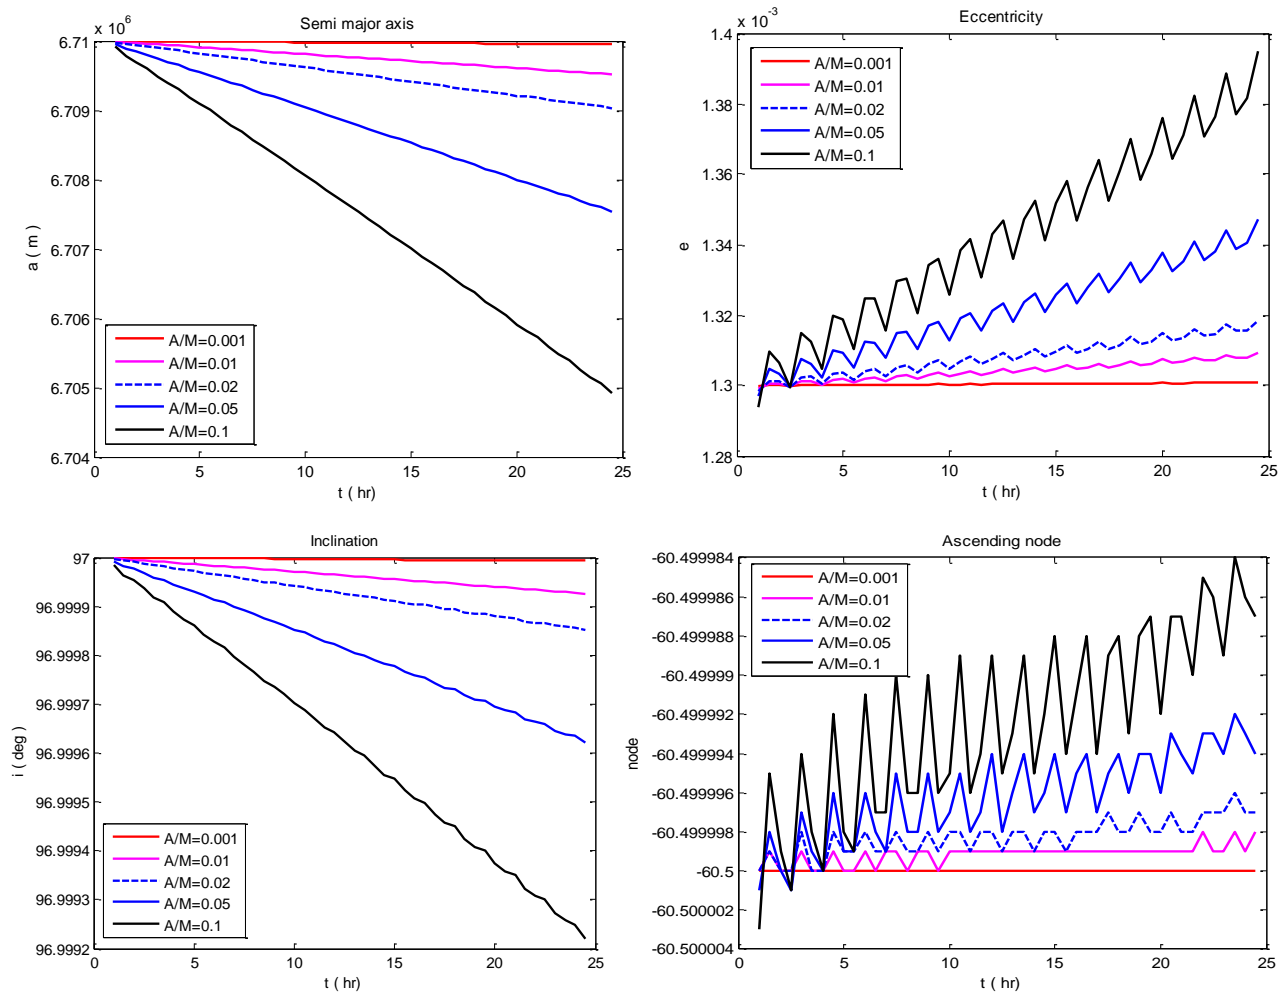 Semi major axis
x 10^6
6.71
6.709
6.708
6.707
6.706
6.705
6.704
a ( m )
A/M=0.001
A/M=0.01
A/M=0.02
A/M=0.05
A/M=0.1
0 5 10 15 20 25
t ( hr)
Eccentricity
x 10^-3
1.4
1.38
1.36
1.34
1.32
1.3
1.28
e
A/M=0.001
A/M=0.01
A/M=0.02
A/M=0.05
A/M=0.1
0 5 10 15 20 25
t ( hr)
Inclination
97
96.9999
96.9998
96.9997
96.9996
96.9995
96.9994
96.9993
96.9992
i ( deg )
A/M=0.001
A/M=0.01
A/M=0.02
A/M=0.05
A/M=0.1
0 5 10 15 20 25
t ( hr)
Ascending node
-60.499984
-60.499986
-60.499988
-60.49999
-60.499992
-60.499994
-60.499996
-60.499998
-60.5
-60.500002
-60.500004
node
A/M=0.001
A/M=0.01
A/M=0.02
A/M=0.05
A/M=0.1
0 5 10 15 20 25
t ( hr)